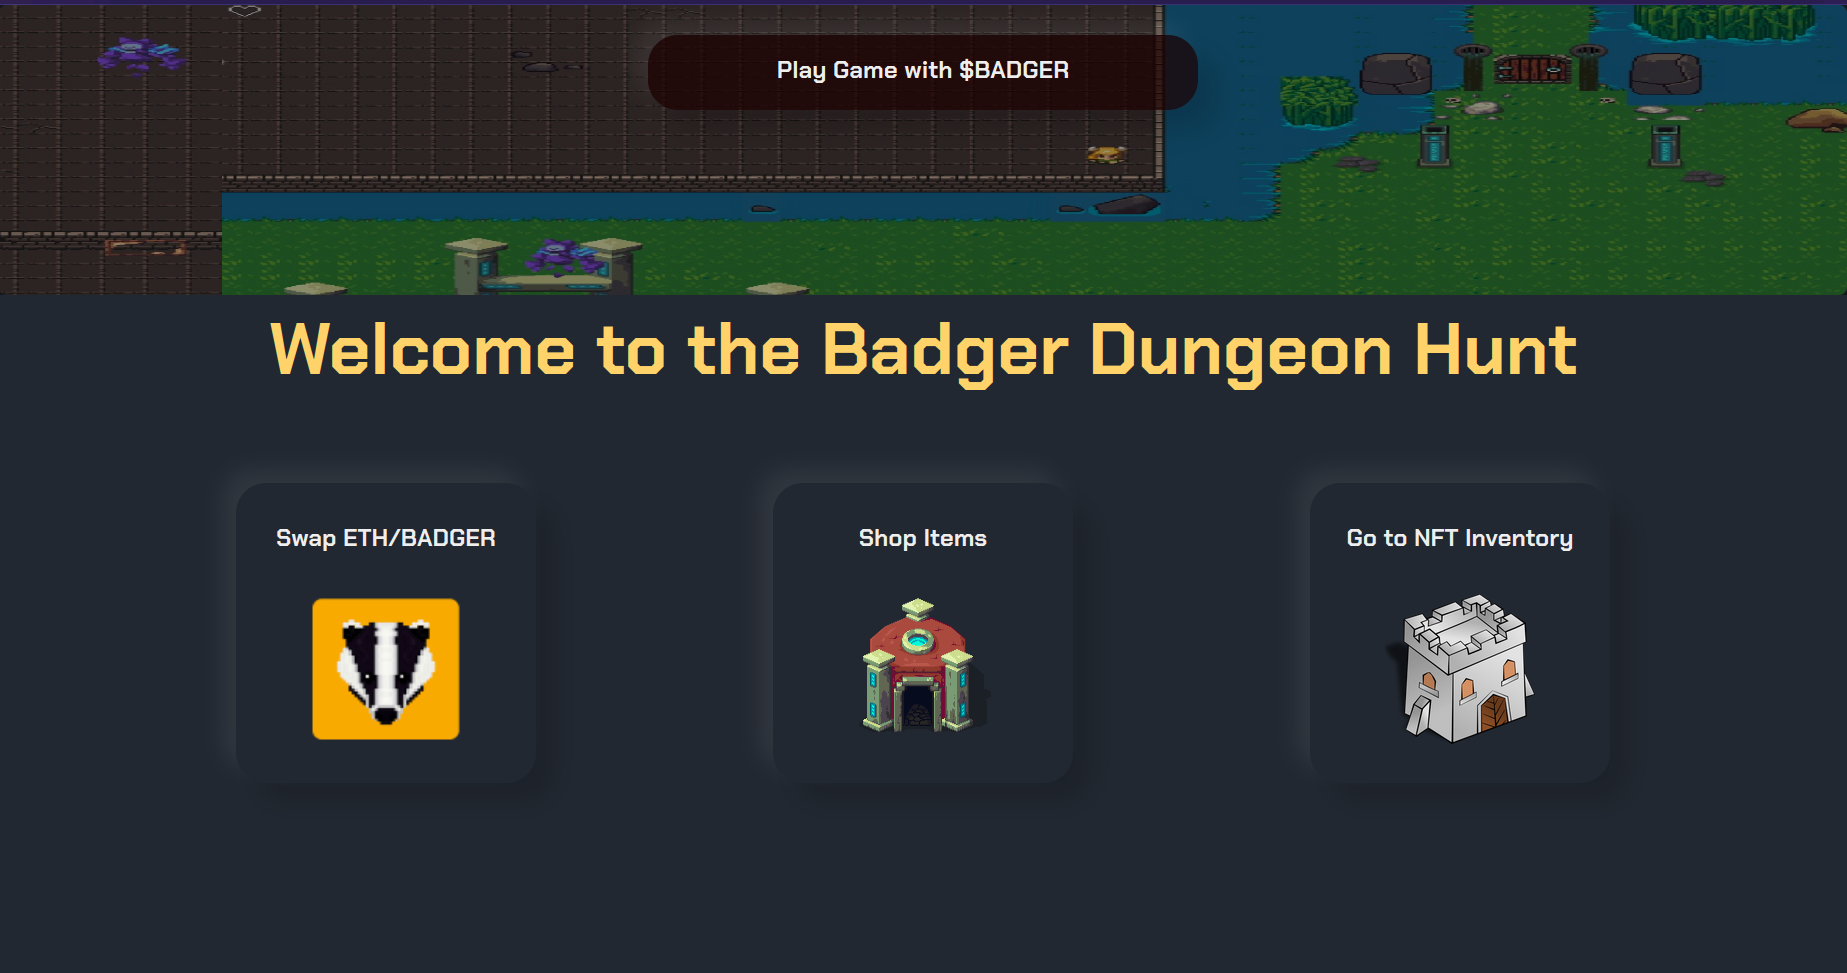 Play Game with $BADGER
Welcome to the Badger Dungeon Hunt
Swap ETH/BADGER
Shop Items
Go to NFT Inventory